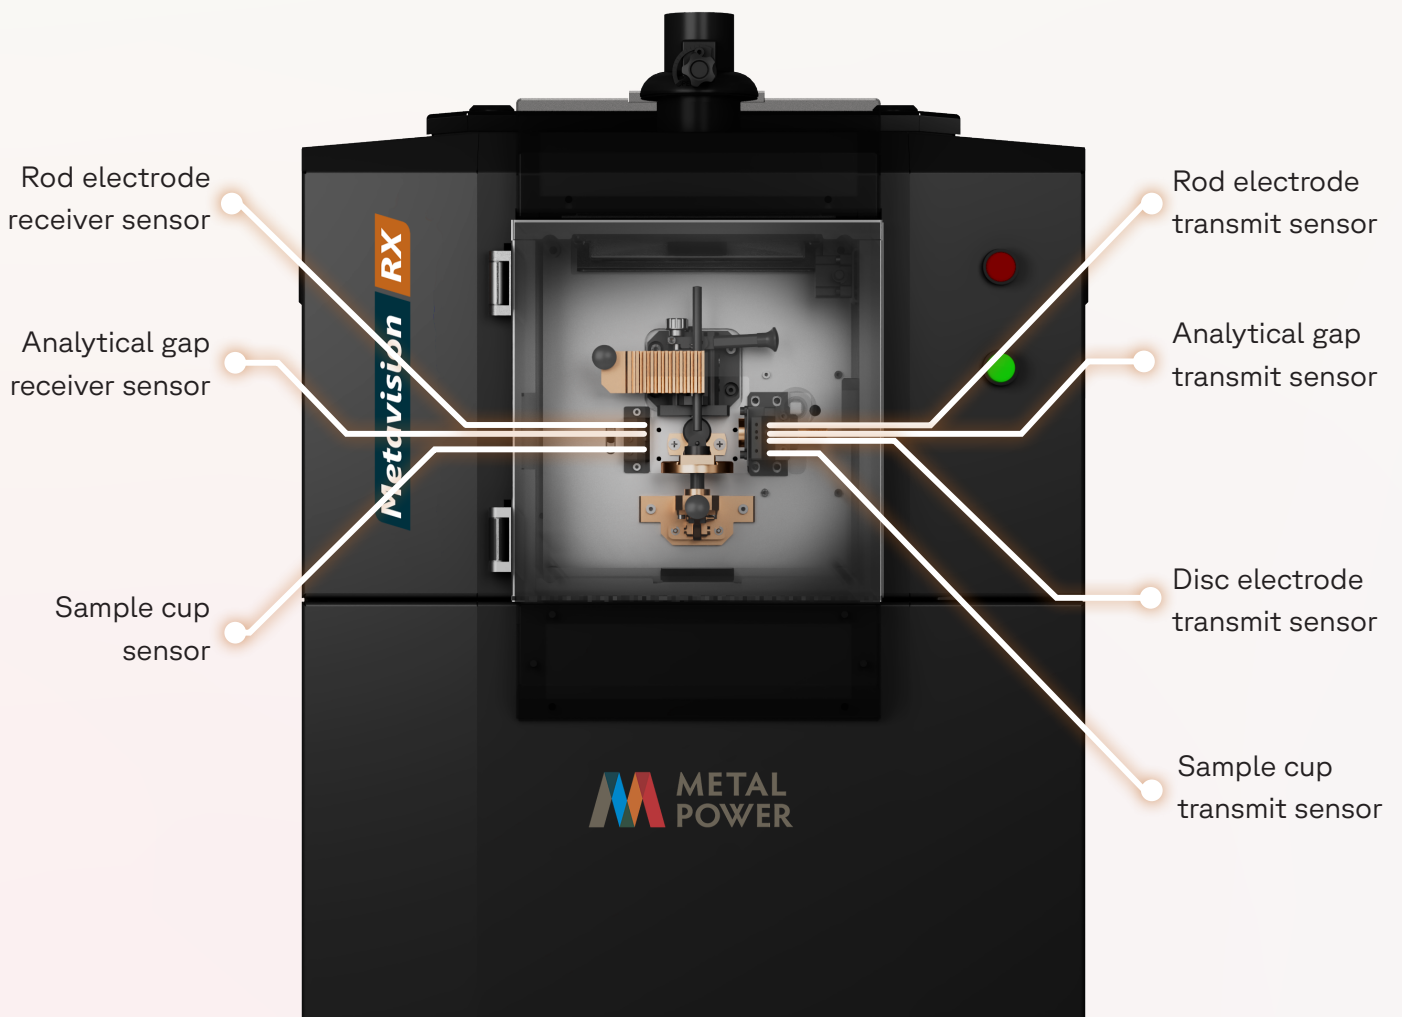 Rod electrode
receiver sensor
Analytical gap
receiver sensor
Sample cup
sensor
Metavision RX
METAL
POWER
Rod electrode
transmit sensor
Analytical gap
transmit sensor
Disc electrode
transmit sensor
Sample cup
transmit sensor